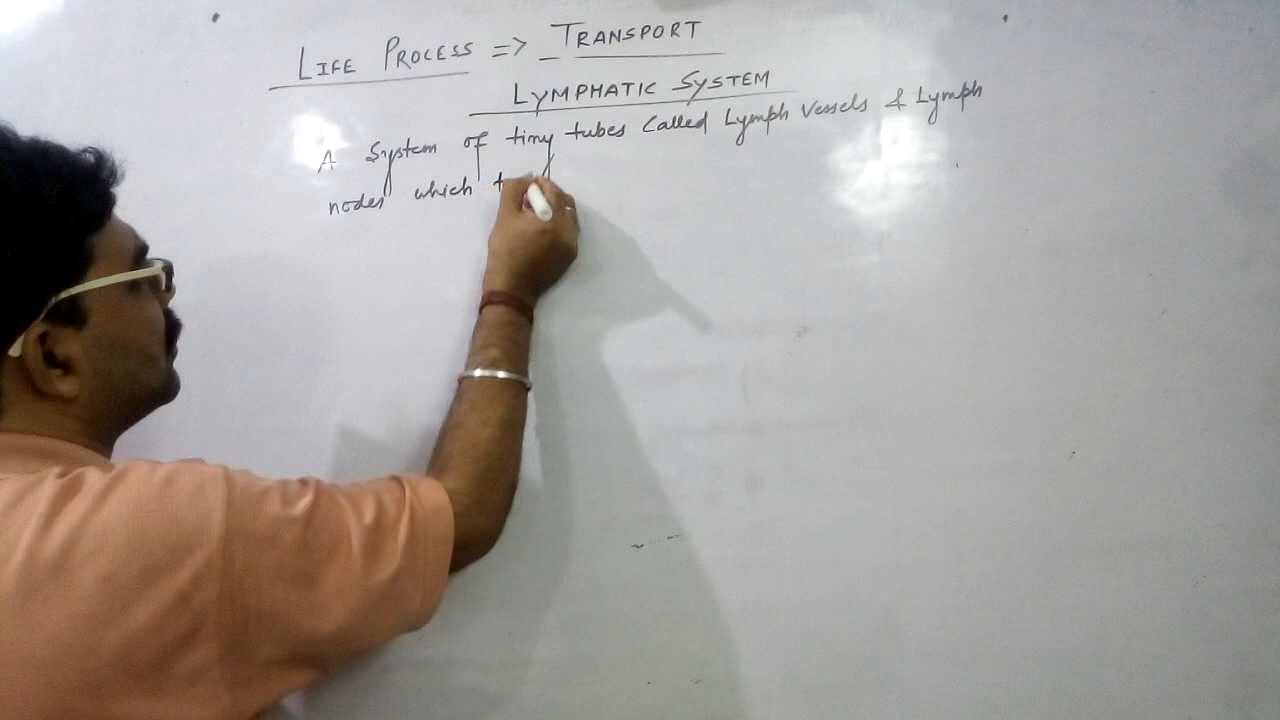 LIFE PROCESS => TRANSPORT
LYMPHATIC SYSTEM
A System of tiny tubes Called Lymph Vessels & Lymph
nodes which